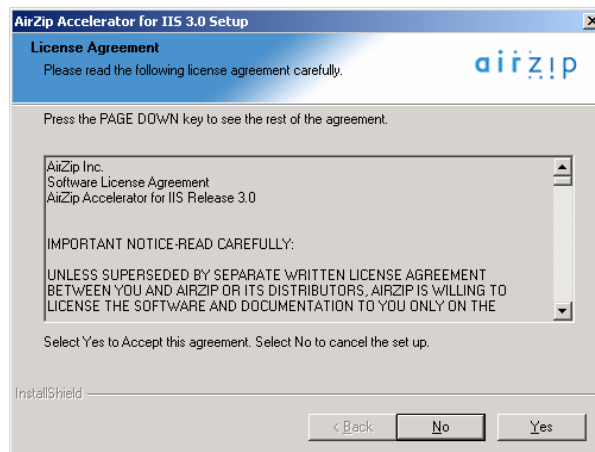 AirZip Accelerator for IIS 3.0 Setup
License Agreement
Please read the following license agreement carefully.
airzip
Press the PAGE DOWN key to see the rest of the agreement.
AirZip Inc.
Software License Agreement
AirZip Accelerator for IIS Release 3.0
IMPORTANT NOTICE-READ CAREFULLY:
UNLESS SUPERSEDED BY SEPARATE WRITTEN LICENSE AGREEMENT
BETWEEN YOU AND AIRZIP OR ITS DISTRIBUTORS, AIRZIP IS WILLING TO
LICENSE THE SOFTWARE AND DOCUMENTATION TO YOU ONLY ON THE
Select Yes to Accept this agreement. Select No to cancel the set up.
InstallShield
< Back No Yes